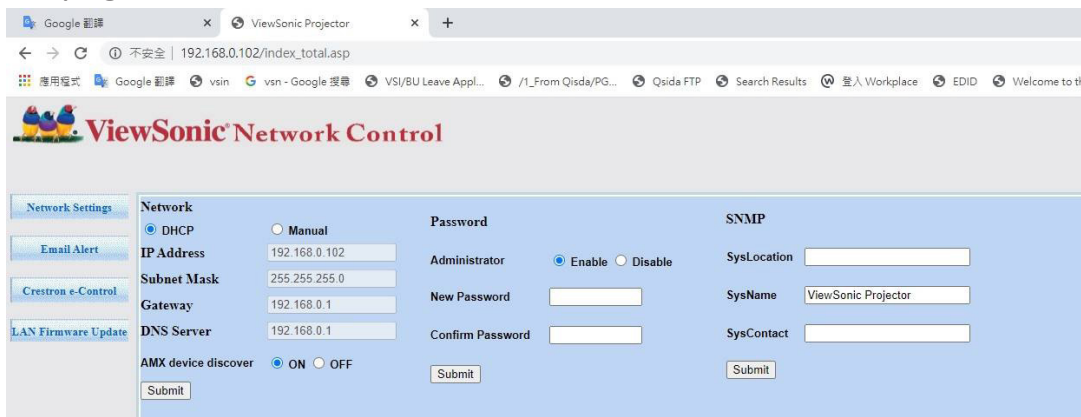 Google 翻譯
ViewSonic Projector
不安全 | 192.168.0.102/index_total.asp
應用程式 Google 翻譯 vsin vsn - Google 搜尋 VSI/BU Leave Appl... /1_From Qisda/PG... Qsida FTP Search Results 登入 Workplace EDID Welcome to th
ViewSonic® Network Control
Network Settings
Email Alert
Crestron e-Control
LAN Firmware Update
Network
DHCP Manual
IP Address 192.168.0.102
Subnet Mask 255.255.255.0
Gateway 192.168.0.1
DNS Server 192.168.0.1
AMX device discover ON OFF
Submit
Password
Administrator Enable Disable
New Password
Confirm Password
Submit
SNMP
SysLocation
SysName ViewSonic Projector
SysContact
Submit